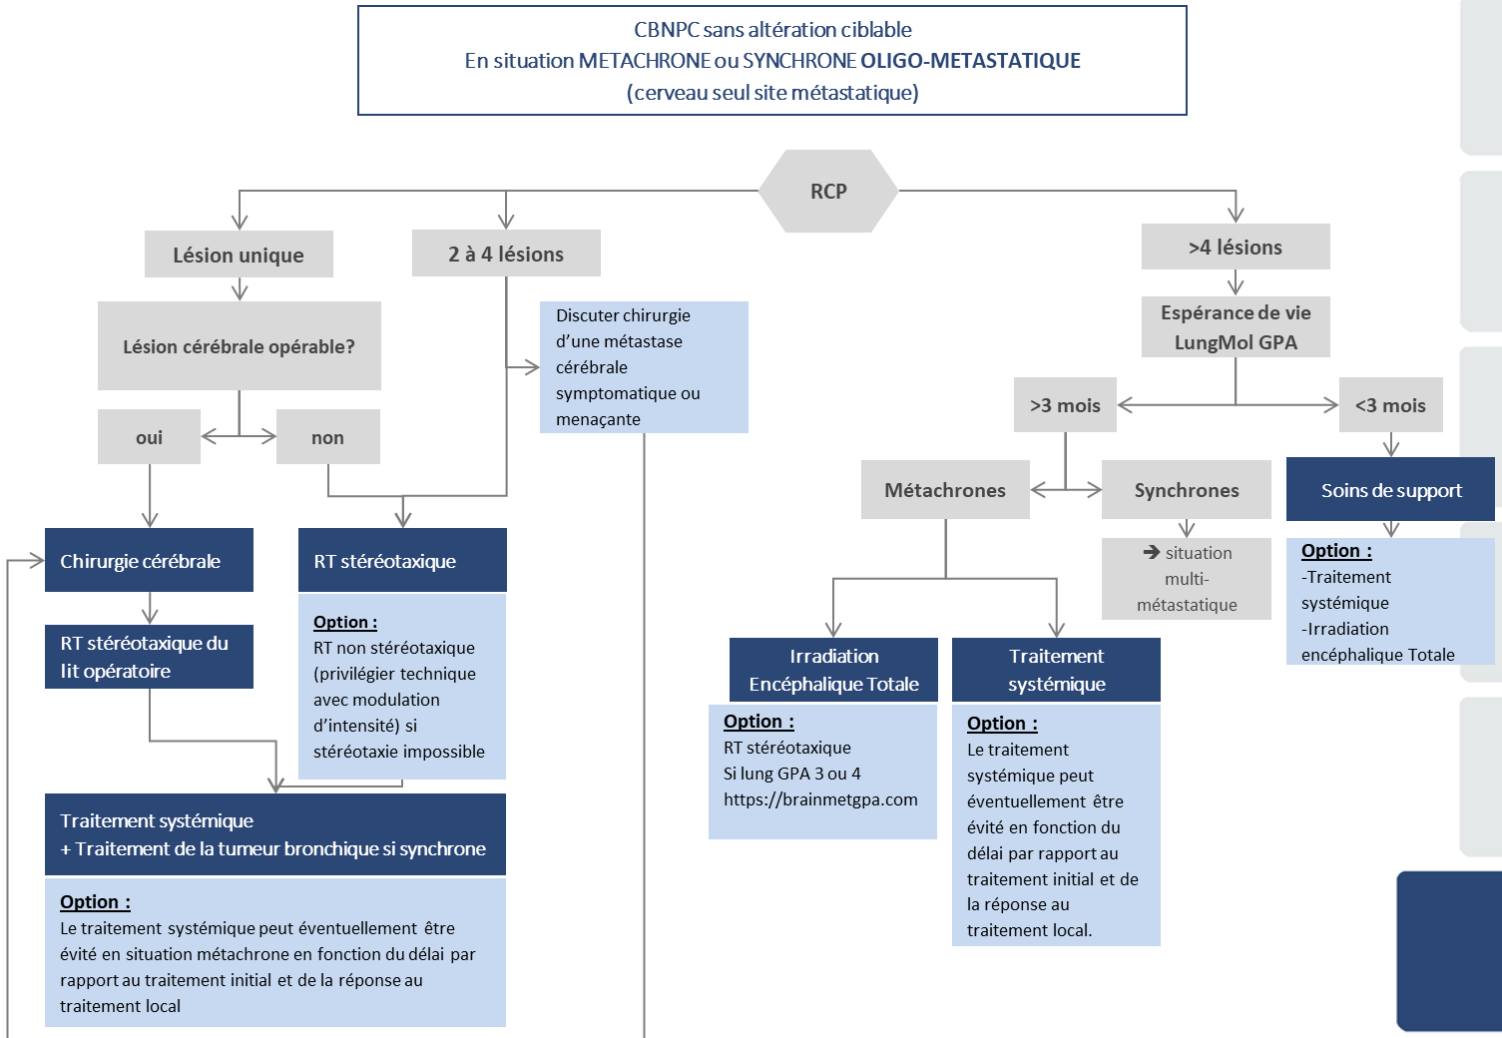 CBNPC sans altération ciblable
En situation METACHRONE ou SYNCHRONE OLIGO-METASTATIQUE
(cerveau seul site métastatique)
RCP
Lésion unique
2 à 4 lésions
>4 lésions
Lésion cérébrale opérable?
Discuter chirurgie
d'une métastase
cérébrale
symptomatique ou
menaçante
Espérance de vie
LungMol GPA
oui
non
>3 mois
<3 mois
Métachrones
Synchrones
Soins de support
➔ situation
multi-
métastatique
Option :
-Traitement
systémique
-Irradiation
encéphalique Totale
Chirurgie cérébrale
RT stéréotaxique
Option :
RT non stéréotaxique
(privilégier technique
avec modulation
d'intensité) si
stéréotaxie impossible
RT stéréotaxique du
lit opératoire
Irradiation
Encéphalique Totale
Option :
RT stéréotaxique
Si lung GPA 3 ou 4
https://brainmetgpa.com
Traitement
systémique
Option :
Le traitement
systémique peut
éventuellement être
évité en fonction du
délai par rapport au
traitement initial et de
la réponse au
traitement local.
Traitement systémique
+ Traitement de la tumeur bronchique si synchrone
Option :
Le traitement systémique peut éventuellement être
évité en situation métachrone en fonction du délai par
rapport au traitement initial et de la réponse au
traitement local